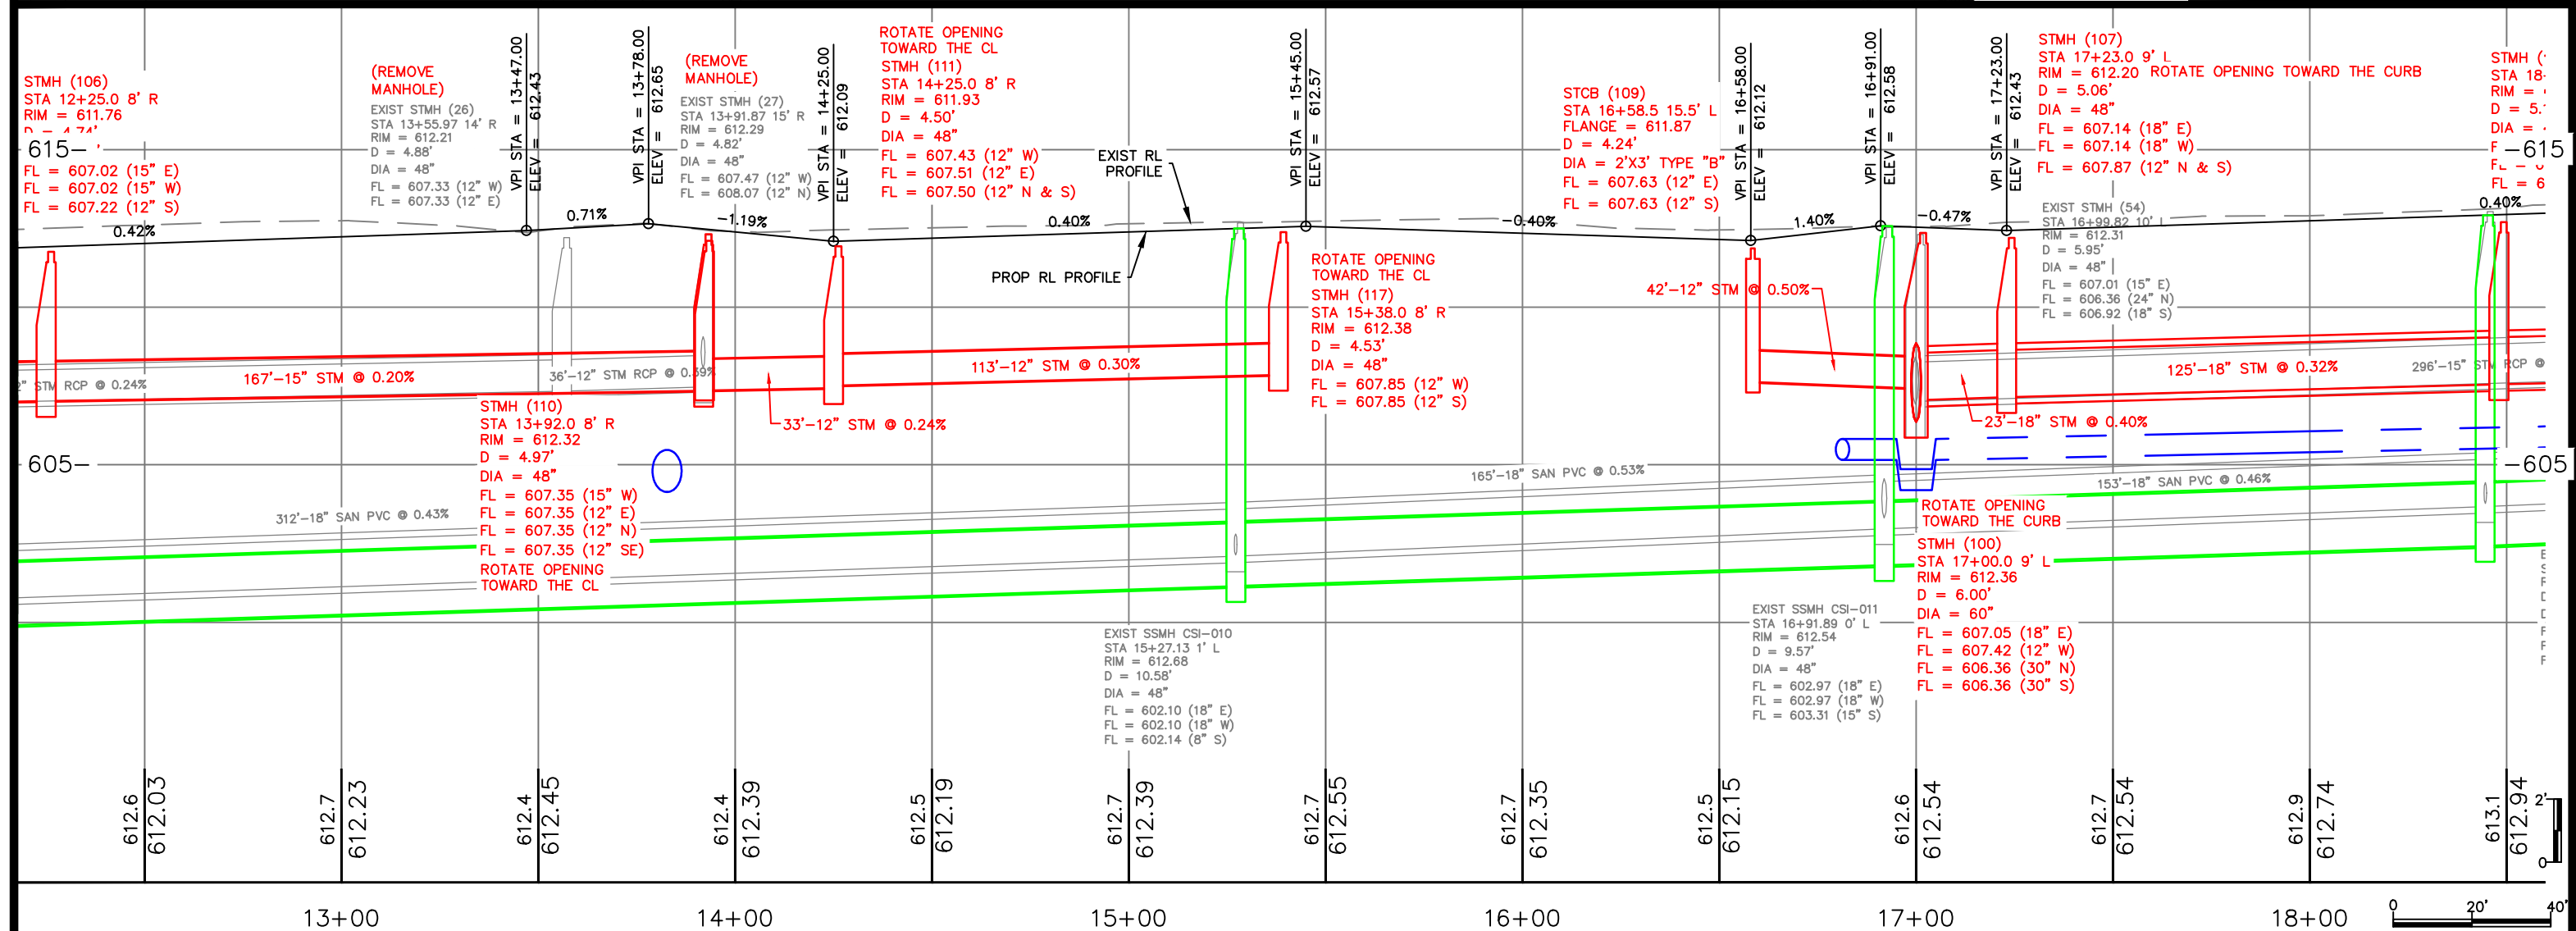 STMH (106)
STA 12+25.0 8' R
RIM = 611.76
D = 4.74'
FL = 607.02 (15" E)
FL = 607.02 (15" W)
FL = 607.22 (12" S)
615-
605-
(REMOVE
MANHOLE)
EXIST STMH (26)
STA 13+55.97 14' R
RIM = 612.21
D = 4.88'
DIA = 48"
FL = 607.33 (12" W)
FL = 607.33 (12" E)
VPI STA = 13+47.00
ELEV = 612.43
VPI STA = 13+78.00
ELEV = 612.65
(REMOVE
MANHOLE)
EXIST STMH (27)
STA 13+91.87 15' R
RIM = 612.29
D = 4.82'
DIA = 48"
FL = 607.47 (12" W)
FL = 608.07 (12" N)
VPI STA = 14+25.00
ELEV = 612.09
ROTATE OPENING
TOWARD THE CL
STMH (111)
STA 14+25.0 8' R
RIM = 611.93
D = 4.50'
DIA = 48"
FL = 607.43 (12" W)
FL = 607.51 (12" E)
FL = 607.50 (12" N & S)
EXIST RL
PROFILE
VPI STA = 15+45.00
ELEV = 612.57
STCB (109)
STA 16+58.5 15.5' L
FLANGE = 611.87
D = 4.24'
DIA = 2'X3' TYPE "B"
FL = 607.63 (12" E)
FL = 607.63 (12" S)
VPI STA = 16+58.00
ELEV = 612.12
VPI STA = 16+91.00
ELEV = 612.58
VPI STA = 17+23.00
ELEV = 612.43
STMH (107)
STA 17+23.0 9' L
RIM = 612.20 ROTATE OPENING TOWARD THE CURB
D = 5.06'
DIA = 48"
FL = 607.14 (18" E)
FL = 607.14 (18" W)
FL = 607.87 (12" N & S)
EXIST STMH (54)
STA 16+99.82 10' L
RIM = 612.31
D = 5.95'
DIA = 48"
FL = 607.01 (15" E)
FL = 606.36 (24" N)
FL = 606.92 (18" S)
STMH (
STA 18-
RIM =
D = 5.
DIA =
FL = 6
-615
-605
0.42%
0.71%
-1.19%
0.40%
-0.40%
1.40%
-0.47%
0.40%
PROP RL PROFILE
ROTATE OPENING
TOWARD THE CL
STMH (117)
STA 15+38.0 8' R
RIM = 612.38
D = 4.53'
DIA = 48"
FL = 607.85 (12" W)
FL = 607.85 (12" S)
42'-12" STM @ 0.50%
2" STM RCP @ 0.24%
167'-15" STM @ 0.20%
36'-12" STM RCP @ 0.39%
113'-12" STM @ 0.30%
33'-12" STM @ 0.24%
125'-18" STM @ 0.32%
296'-15" STM RCP @
23'-18" STM @ 0.40%
STMH (110)
STA 13+92.0 8' R
RIM = 612.32
D = 4.97'
DIA = 48"
FL = 607.35 (15" W)
FL = 607.35 (12" E)
FL = 607.35 (12" N)
FL = 607.35 (12" SE)
ROTATE OPENING
TOWARD THE CL
312'-18" SAN PVC @ 0.43%
165'-18" SAN PVC @ 0.53%
153'-18" SAN PVC @ 0.46%
ROTATE OPENING
TOWARD THE CURB
STMH (100)
STA 17+00.0 9' L
RIM = 612.36
D = 6.00'
DIA = 60"
FL = 607.05 (18" E)
FL = 607.42 (12" W)
FL = 606.36 (30" N)
FL = 606.36 (30" S)
EXIST SSMH CSI-010
STA 15+27.13 1' L
RIM = 612.68
D = 10.58'
DIA = 48"
FL = 602.10 (18" E)
FL = 602.10 (18" W)
FL = 602.14 (8" S)
EXIST SSMH CSI-011
STA 16+91.89 0' L
RIM = 612.54
D = 9.57'
DIA = 48"
FL = 602.97 (18" E)
FL = 602.97 (18" W)
FL = 603.31 (15" S)
612.6
612.03
612.7
612.23
612.4
612.45
612.4
612.39
612.5
612.19
612.7
612.39
612.7
612.55
612.7
612.35
612.5
612.15
612.6
612.54
612.7
612.54
612.9
612.74
613.1
612.94
2'
0
13+00
14+00
15+00
16+00
17+00
18+00
0
20'
40'